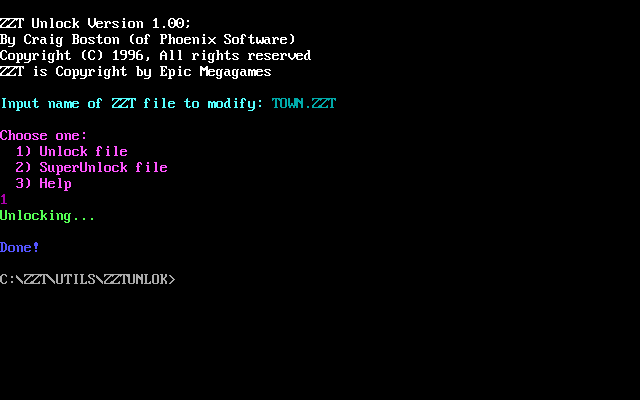 ZZT Unlock Version 1.00;
By Craig Boston (of Phoenix Software)
Copyright (C) 1996, All rights reserved
ZZT is Copyright by Epic Megagames
Input name of ZZT file to modify: TOWN.ZZT
Choose one:
1) Unlock file
2) SuperUnlock file
3) Help
1
Unlocking...
Done!
C:\ZZT\UTILS\ZZTUNLOK>